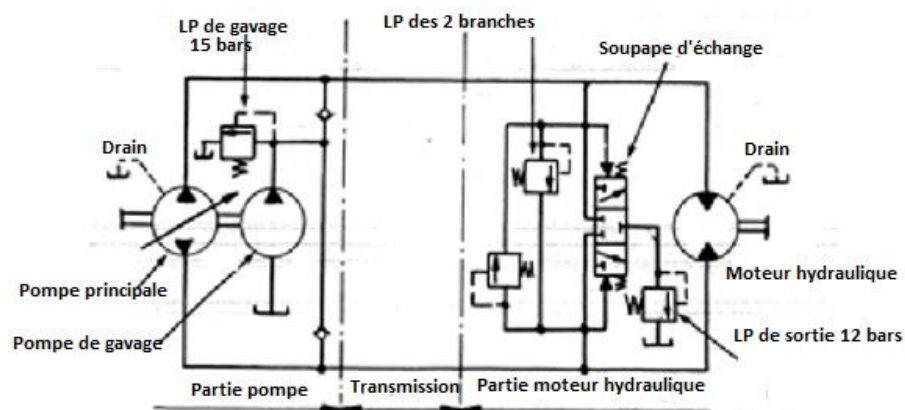 LP de gavage
15 bars
LP des 2 branches
Soupape d'échange
Drain
Drain
Pompe principale
Moteur hydraulique
Pompe de gavage
LP de sortie 12 bars
Partie pompe
Transmission
Partie moteur hydraulique